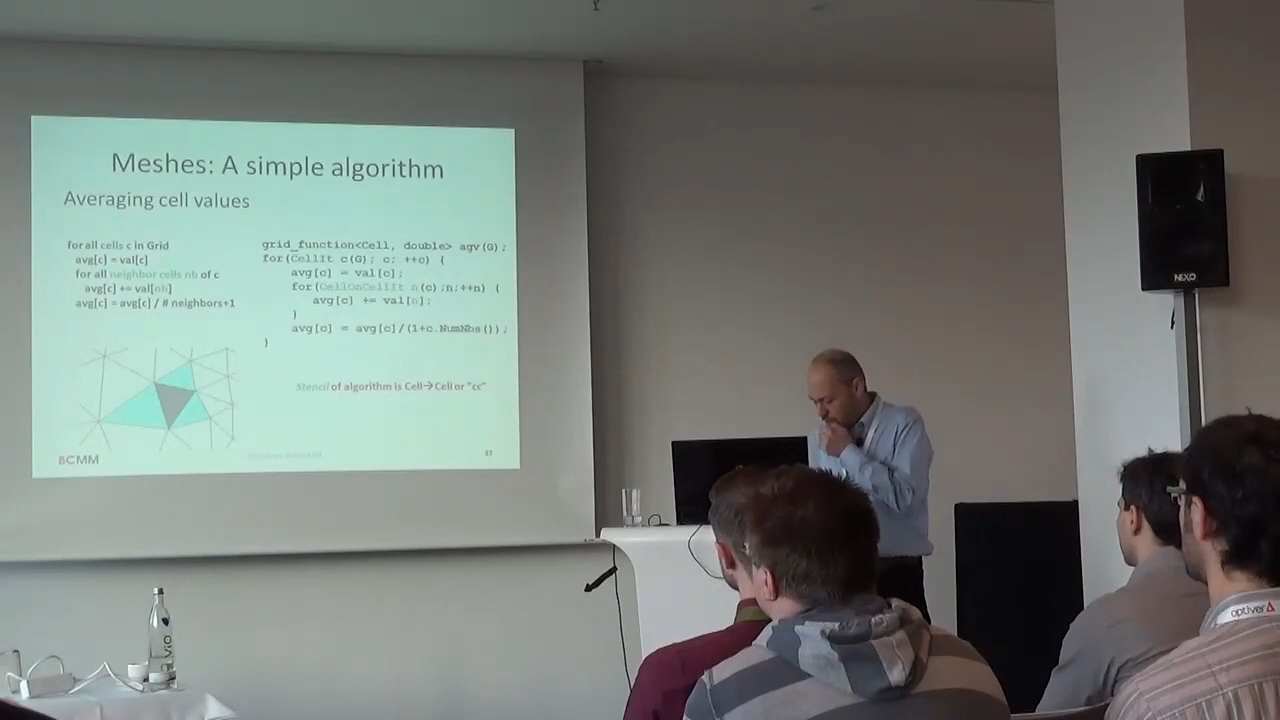 Meshes: A simple algorithm
Averaging cell values
for all cells c in Grid
avg[c] = val[c]
for all neighbor cells nb of c
avg[c] += val[nb]
avg[c] = avg[c] / # neighbors+1
grid_function<Cell, double> agv(G);
for(CellIt c(G); c; ++c) {
avg[c] = val[c];
for(CellOnCellIt n(c);n;++n) {
avg[c] += val[n];
}
avg[c] = avg[c]/(1+c.NumNbs());
}
Stencil of algorithm is Cell→Cell or "cc"
BCMM
37
NEXO
optiver